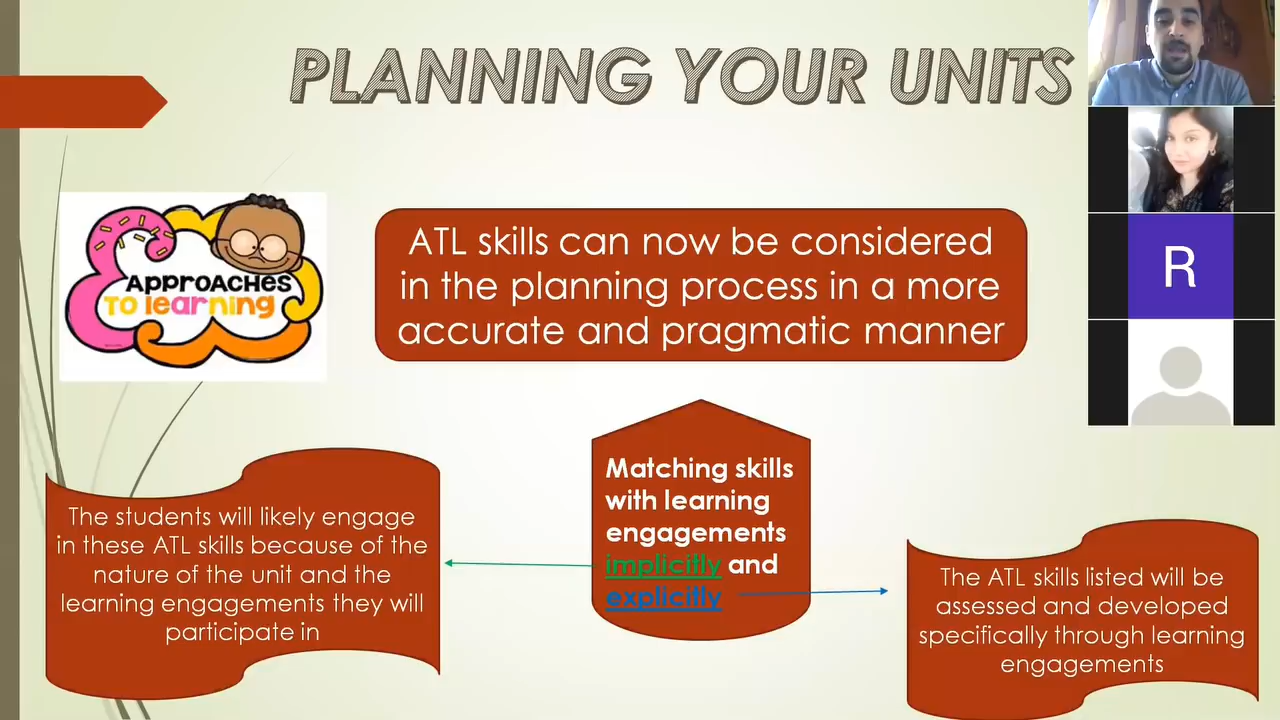 PLANNING YOUR UNITS
APPROACHES
TO learning
ATL skills can now be considered
in the planning process in a more
accurate and pragmatic manner
Matching skills
with learning
engagements
implicitly and
explicitly
The students will likely engage
in these ATL skills because of the
nature of the unit and the
learning engagements they will
participate in
The ATL skills listed will be
assessed and developed
specifically through learning
engagements
R